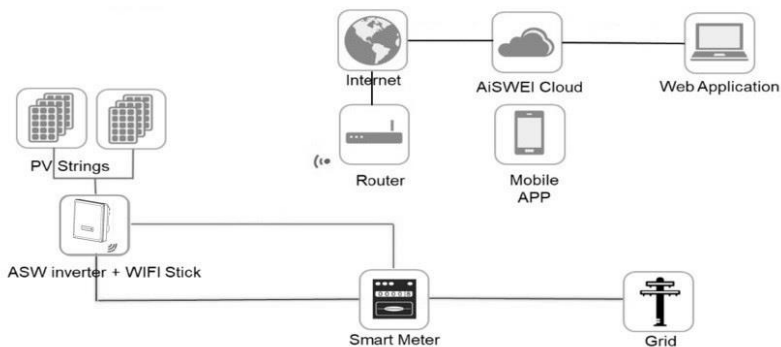 Internet
AiSWEI Cloud
Web Application
PV Strings
Router
Mobile
APP
ASW inverter + WIFI Stick
Smart Meter
Grid